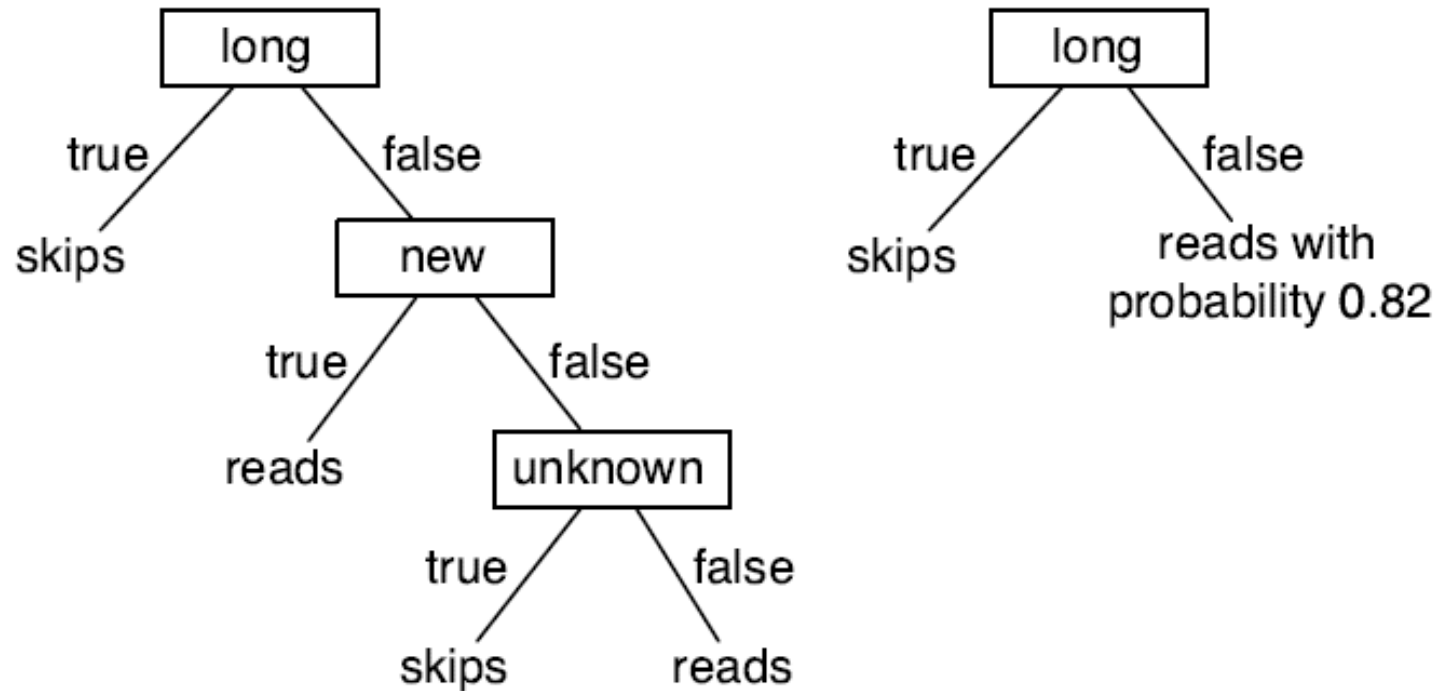 long
true
false
skips
new
true
false
reads
unknown
true
false
skips
reads
long
true
false
skips
reads with
probability 0.82